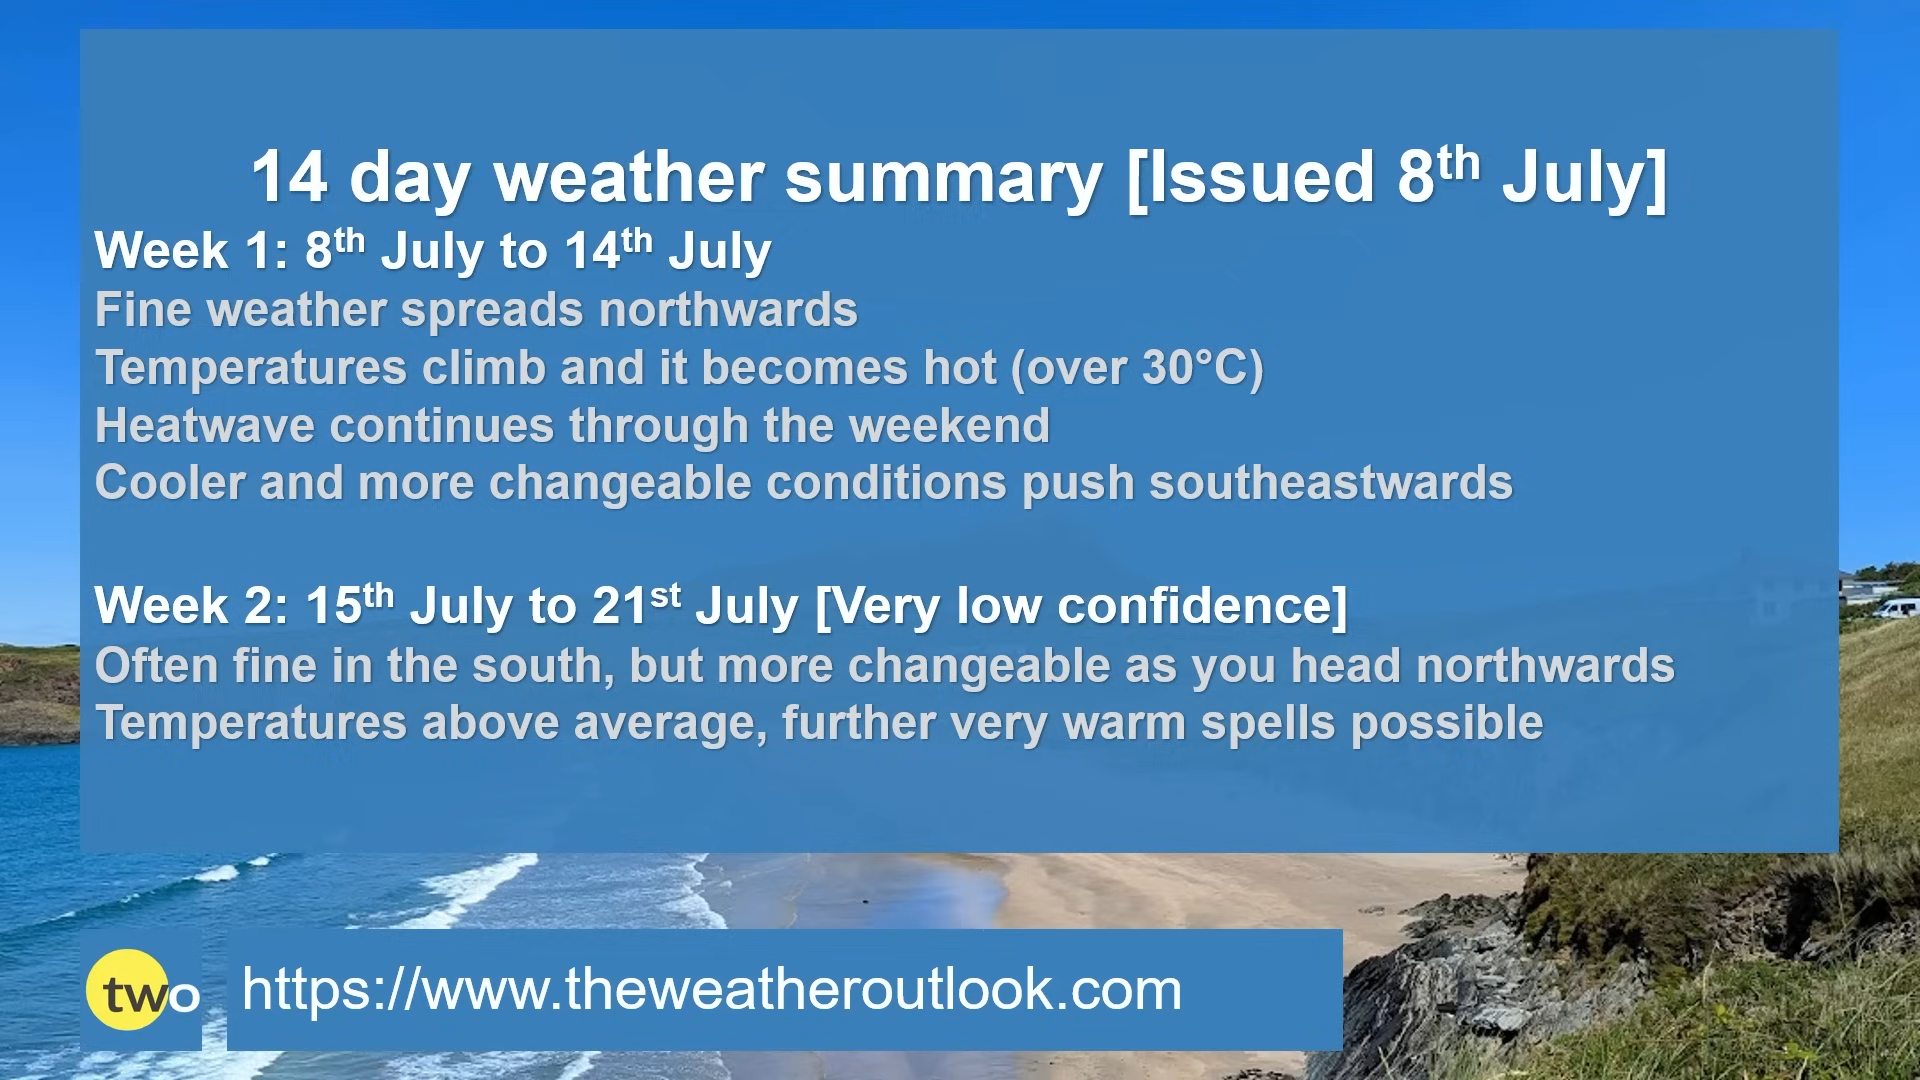 14 day weather summary [Issued 8th July]
Week 1: 8th July to 14th July
Fine weather spreads northwards
Temperatures climb and it becomes hot (over 30°C)
Heatwave continues through the weekend
Cooler and more changeable conditions push southeastwards
Week 2: 15th July to 21st July [Very low confidence]
Often fine in the south, but more changeable as you head northwards
Temperatures above average, further very warm spells possible
two
https://www.theweatheroutlook.com